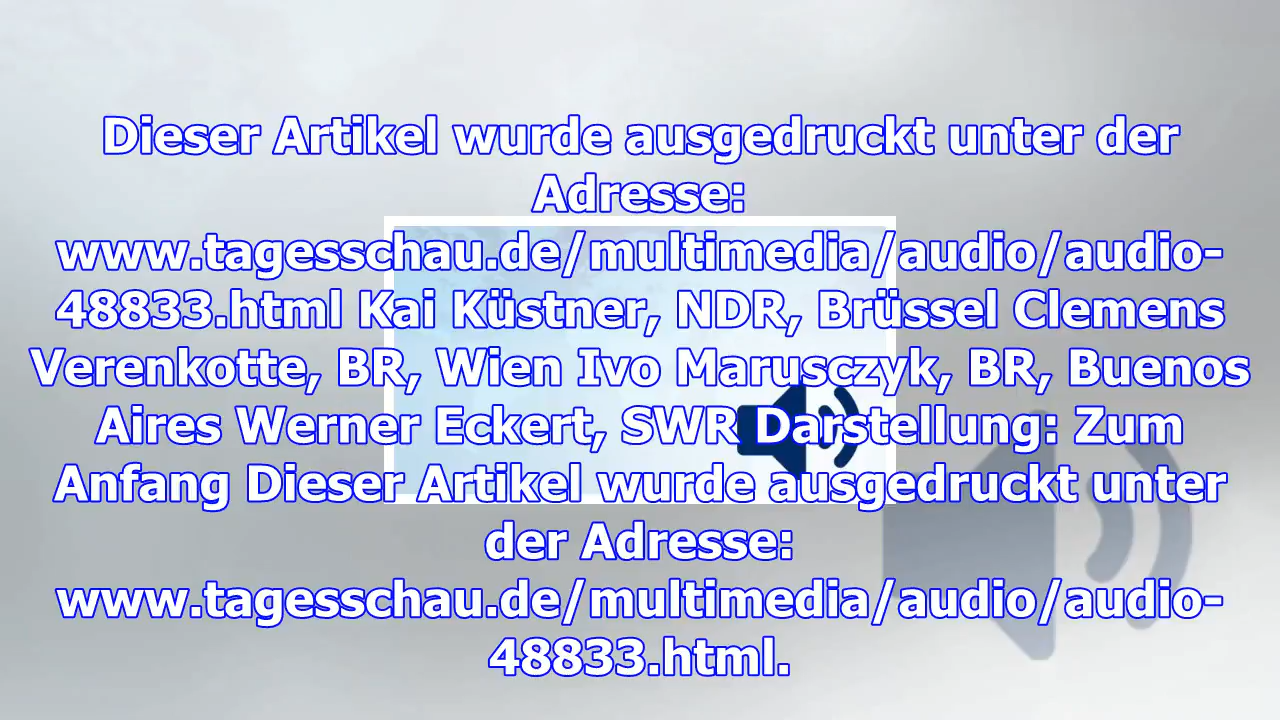 Dieser Artikel wurde ausgedruckt unter der
Adresse:
www.tagesschau.de/multimedia/audio/audio-
48833.html Kai Küstner, NDR, Brüssel Clemens
Verenkotte, BR, Wien Ivo Marusczyk, BR, Buenos
Aires Werner Eckert, SWR Darstellung: Zum
Anfang Dieser Artikel wurde ausgedruckt unter
der Adresse:
www.tagesschau.de/multimedia/audio/audio-
48833.html.